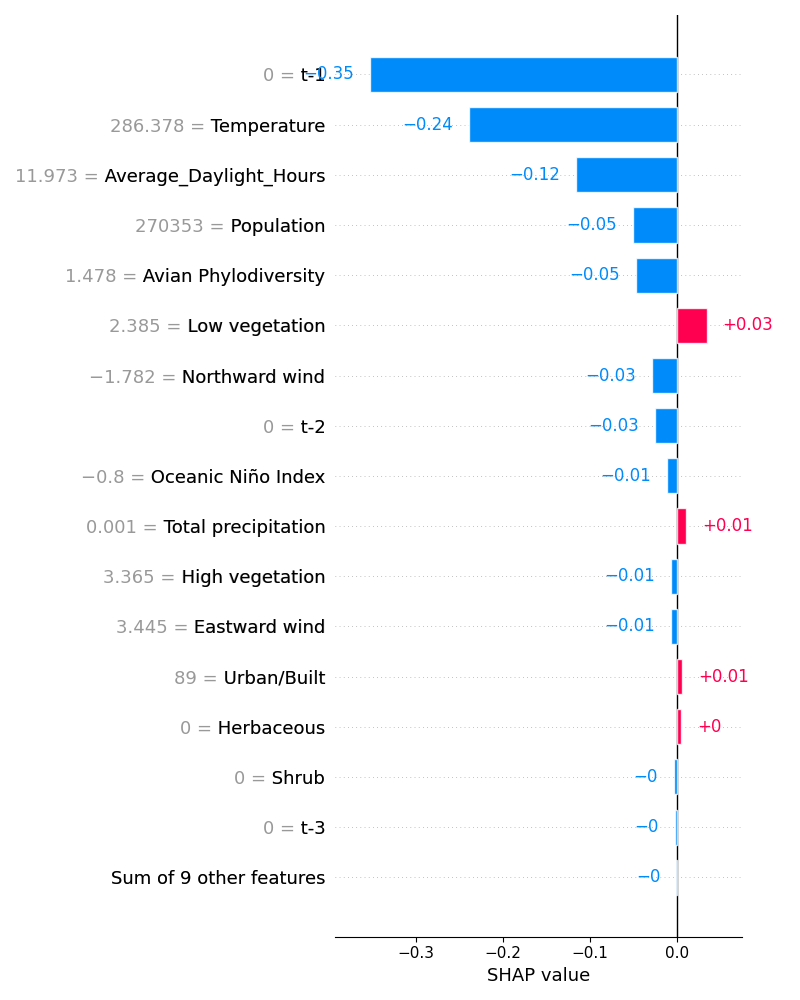 0 = t-1 −0.35
286.378 = Temperature −0.24
11.973 = Average_Daylight_Hours −0.12
270353 = Population −0.05
1.478 = Avian Phylodiversity −0.05
2.385 = Low vegetation +0.03
−1.782 = Northward wind −0.03
0 = t-2 −0.03
−0.8 = Oceanic Niño Index −0.01
0.001 = Total precipitation +0.01
3.365 = High vegetation −0.01
3.445 = Eastward wind −0.01
89 = Urban/Built +0.01
0 = Herbaceous +0
0 = Shrub −0
0 = t-3 −0
Sum of 9 other features −0
−0.3 −0.2 −0.1 0.0
SHAP value